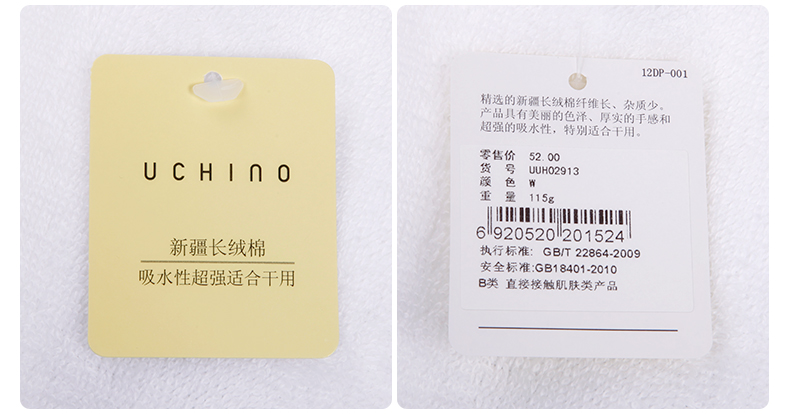 UCHINO
新疆长绒棉
吸水性超强适合干用
12DP-001
精选的新疆长绒棉纤维长、杂质少。
产品具有美丽的色泽、厚实的手感和
超强的吸水性，特别适合干用。
零售价 52.00
货 号 UUH02913
颜 色 W
重 量 115g
6 920520 201524
执行标准: GB/T 22864-2009
安全标准:GB18401-2010
B类 直接接触肌肤类产品